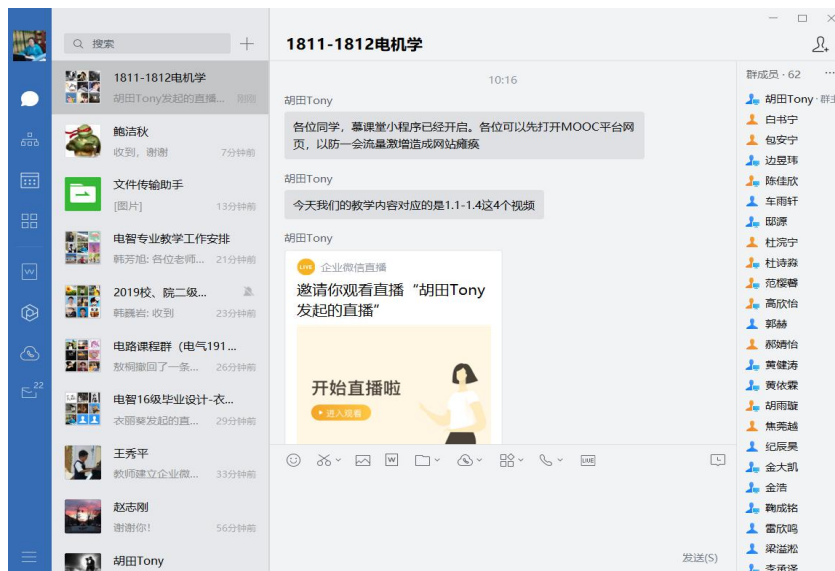 搜索
1811-1812电机学
胡田Tony发起的直播... 刚刚
鲍洁秋
收到，谢谢 7分钟前
文件传输助手
[图片] 13分钟前
电智专业教学工作安排
韩芳旭: 各位老师... 21分钟前
2019校、院二级...
韩巍岩: 收到 23分钟前
电路课程群（电气191...
敖桐撤回了一条... 26分钟前
电智16级毕业设计-衣...
衣丽葵发起的直... 29分钟前
王秀平
教师建立企业微... 33分钟前
赵志刚
谢谢你！ 56分钟前
胡田Tony
22
1811-1812电机学
10:16
胡田Tony
各位同学，慕课堂小程序已经开启。各位可以先打开MOOC平台网
页，以防一会流量激增造成网站瘫痪
胡田Tony
今天我们的教学内容对应的是1.1-1.4这4个视频
胡田Tony
LIVE 企业微信直播
邀请你观看直播“胡田Tony
发起的直播“
开始直播啦
进入观看
LIVE
发送(S)
群成员·62 ...
胡田Tony·群主
白书宁
包安宁
边昱玮
陈佳欣
车雨轩
邸源
杜浣宁
杜诗淼
范樱馨
高欣怡
郭赫
郝婧怡
黄健涛
黄依霖
胡雨璇
焦莞越
纪辰昊
金大凯
金浩
鞠成铭
雷欣鸣
梁溢凇
李承泽